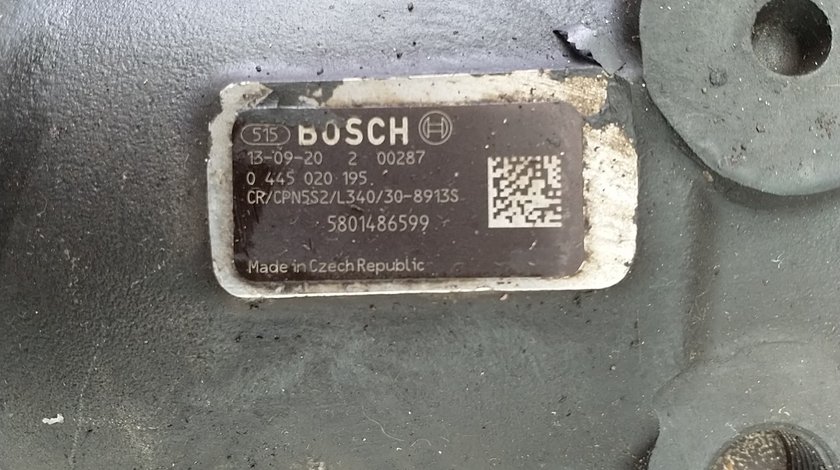 515 BOSCH
13-09-20 2 00287
0 445 020 195
CR/CPN5S2/L340/30-8913S
5801486599
Made in Czech Republic